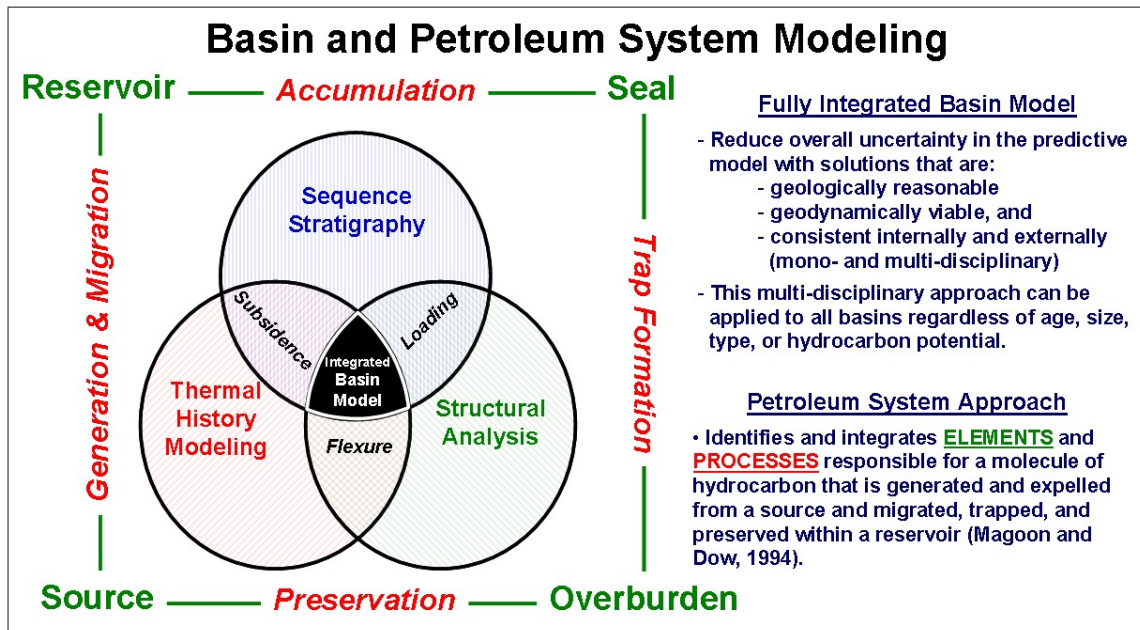 Basin and Petroleum System Modeling
Reservoir
Accumulation
Seal
Generation & Migration
Trap Formation
Sequence
Stratigraphy
Subsidence
Loading
Integrated
Basin
Model
Thermal
History
Modeling
Structural
Analysis
Flexure
Source
Preservation
Overburden
Fully Integrated Basin Model
- Reduce overall uncertainty in the predictive
model with solutions that are:
- geologically reasonable
- geodynamically viable, and
- consistent internally and externally
(mono- and multi-disciplinary)
- This multi-disciplinary approach can be
applied to all basins regardless of age, size,
type, or hydrocarbon potential.
Petroleum System Approach
• Identifies and integrates ELEMENTS and
PROCESSES responsible for a molecule of
hydrocarbon that is generated and expelled
from a source and migrated, trapped, and
preserved within a reservoir (Magoon and
Dow, 1994).